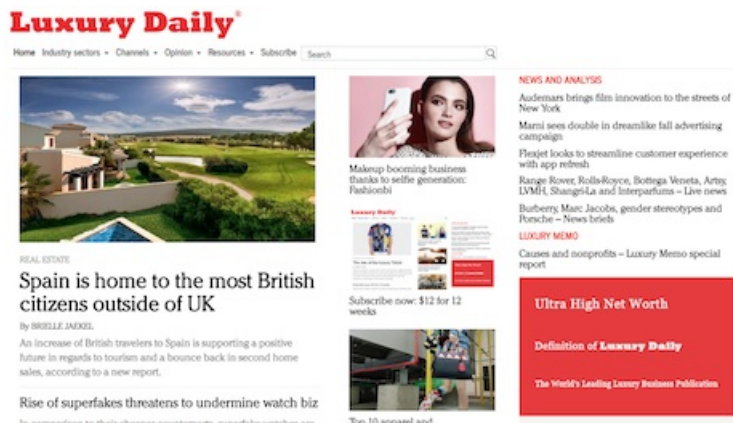 Luxury Daily®
Home Industry sectors Channels Opinion Resources Subscribe Search
REAL ESTATE
Spain is home to the most British
citizens outside of UK
By BRIELLE JAEKEL
An increase of British travelers to Spain is supporting a positive
future in regards to tourism and a bounce back in second home
sales, according to a new report.
Rise of superfakes threatens to undermine watch biz
Makeup booming business
thanks to selfie generation:
Fashionbi
Luxury Daily
Subscribe now: $12 for 12
weeks
Top 10 apparel and
NEWS AND ANALYSIS
Audemars brings film innovation to the streets of
New York
Marni sees double in dreamlike fall advertising
campaign
Flexjet looks to streamline customer experience
with app refresh
Range Rover, Rolls-Royce, Bottega Veneta, Artsy,
LVMH, Shangri-La and Interparfums – Live news
Burberry, Marc Jacobs, gender stereotypes and
Porsche – News briefs
LUXURY MEMO
Causes and nonprofits – Luxury Memo special
report
Ultra High Net Worth
Definition of Luxury Daily
The World's Leading Luxury Business Publication